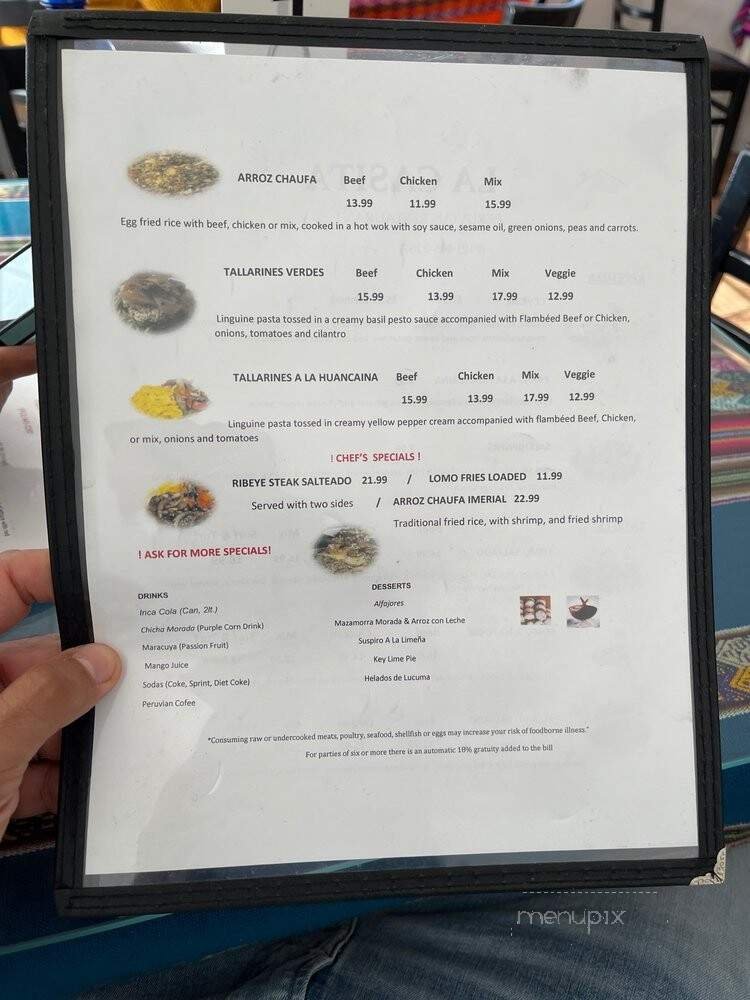 ARROZ CHAUFA Beef Chicken Mix
13.99 11.99 15.99
Egg fried rice with beef, chicken or mix, cooked in a hot wok with soy sauce, sesame oil, green onions, peas and carrots.
TALLARINES VERDES Beef Chicken Mix Veggie
15.99 13.99 17.99 12.99
Linguine pasta tossed in a creamy basil pesto sauce accompanied with Flambéed Beef or Chicken,
onions, tomatoes and cilantro
TALLARINES A LA HUANCAINA Beef Chicken Mix Veggie
15.99 13.99 17.99 12.99
Linguine pasta tossed in creamy yellow pepper cream accompanied with flambéed Beef, Chicken,
or mix, onions and tomatoes
! CHEF'S SPECIALS !
RIBEYE STEAK SALTEADO 21.99 / LOMO FRIES LOADED 11.99
Served with two sides / ARROZ CHAUFA IMERIAL 22.99
Traditional fried rice, with shrimp, and fried shrimp
! ASK FOR MORE SPECIALS!
DRINKS
Inca Cola (Can, 2lt.)
Chicha Morada (Purple Corn Drink)
Maracuya (Passion Fruit)
Mango Juice
Sodas (Coke, Sprint, Diet Coke)
Peruvian Cofee
DESSERTS
Alfajores
Mazamorra Morada & Arroz con Leche
Suspiro A La Limeña
Key Lime Pie
Helados de Lucuma
*Consuming raw or undercooked meats, poultry, seafood, shellfish or eggs may increase your risk of foodborne illness."
For parties of six or more there is an automatic 10% gratuity added to the bill
menupix